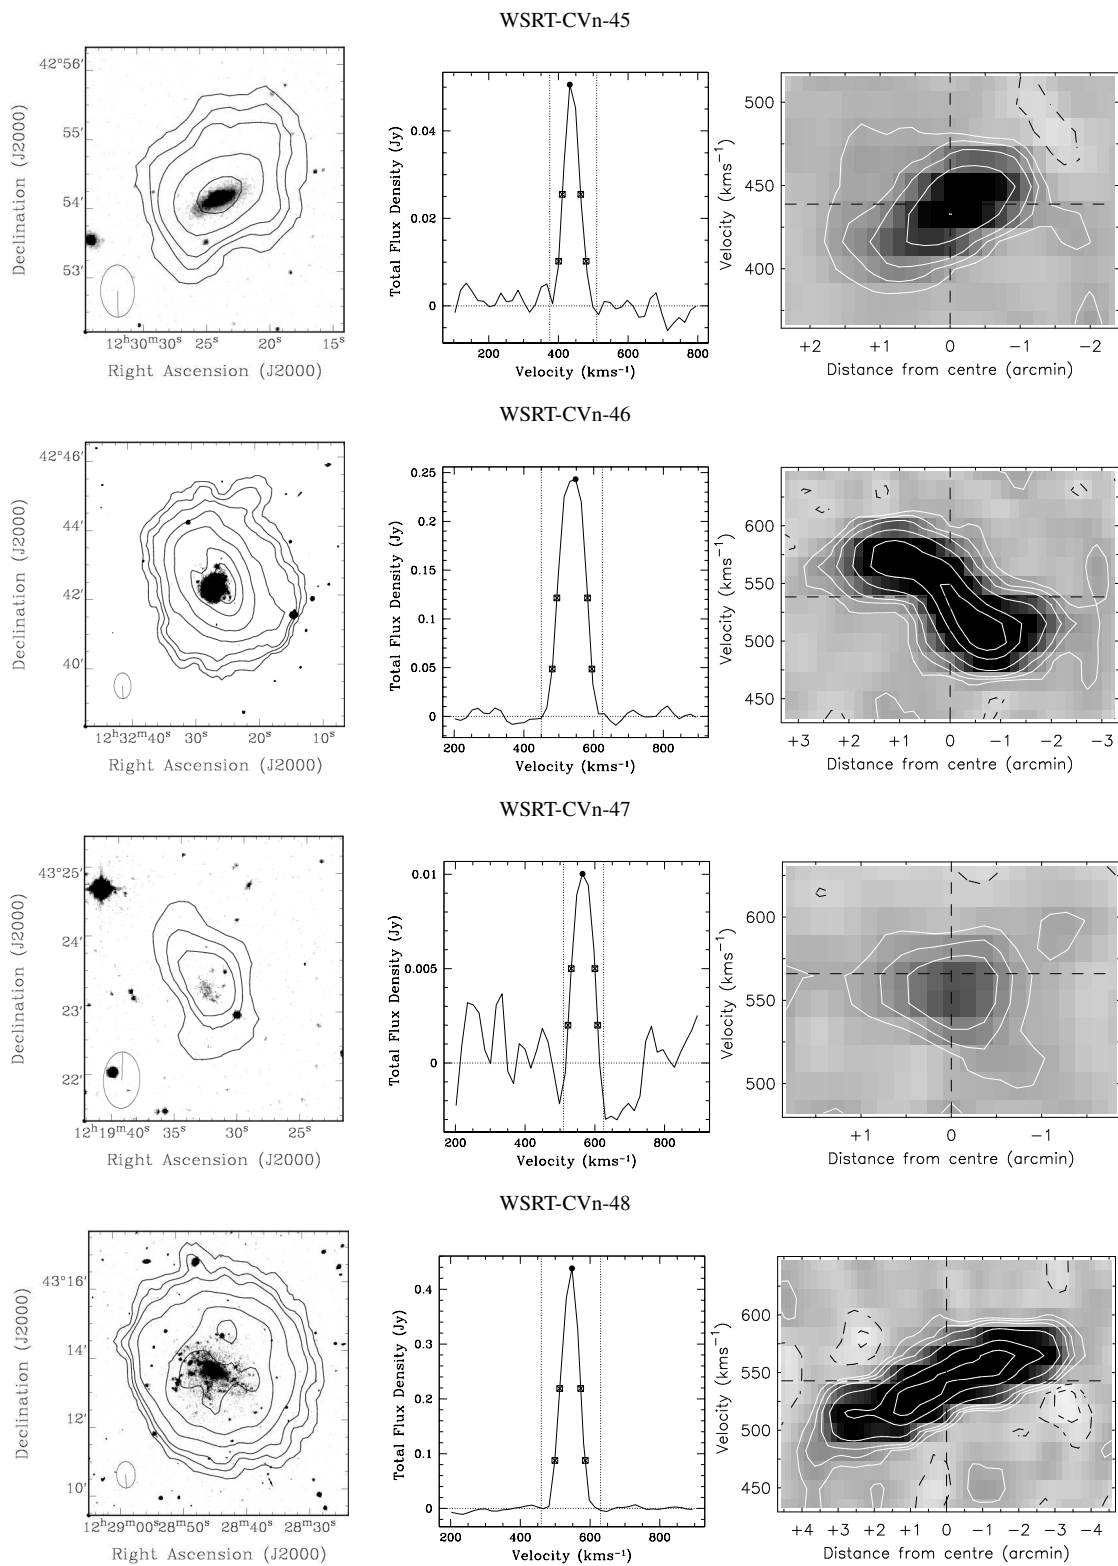 WSRT-CVn-45
42°56′
55′
54′
53′
Declination (J2000)
12ʰ30ᵐ30ˢ 25ˢ 20ˢ 15ˢ
Right Ascension (J2000)
0.04
0.02
0
Total Flux Density (Jy)
200 400 600 800
Velocity (kms⁻¹)
500
450
400
Velocity (kms⁻¹)
+2 +1 0 −1 −2
Distance from centre (arcmin)
WSRT-CVn-46
42°46′
44′
42′
40′
Declination (J2000)
12ʰ32ᵐ40ˢ 30ˢ 20ˢ 10ˢ
Right Ascension (J2000)
0.25
0.2
0.15
0.1
0.05
0
Total Flux Density (Jy)
200 400 600 800
Velocity (kms⁻¹)
600
550
500
450
Velocity (kms⁻¹)
+3 +2 +1 0 −1 −2 −3
Distance from centre (arcmin)
WSRT-CVn-47
43°25′
24′
23′
22′
Declination (J2000)
12ʰ19ᵐ40ˢ 35ˢ 30ˢ 25ˢ
Right Ascension (J2000)
0.01
0.005
0
Total Flux Density (Jy)
200 400 600 800
Velocity (kms⁻¹)
600
550
500
Velocity (kms⁻¹)
+1 0 −1
Distance from centre (arcmin)
WSRT-CVn-48
43°16′
14′
12′
10′
Declination (J2000)
12ʰ29ᵐ00ˢ 28ᵐ50ˢ 28ᵐ40ˢ 28ᵐ30ˢ
Right Ascension (J2000)
0.4
0.3
0.2
0.1
0
Total Flux Density (Jy)
200 400 600 800
Velocity (kms⁻¹)
600
550
500
450
Velocity (kms⁻¹)
+4 +3 +2 +1 0 −1 −2 −3 −4
Distance from centre (arcmin)